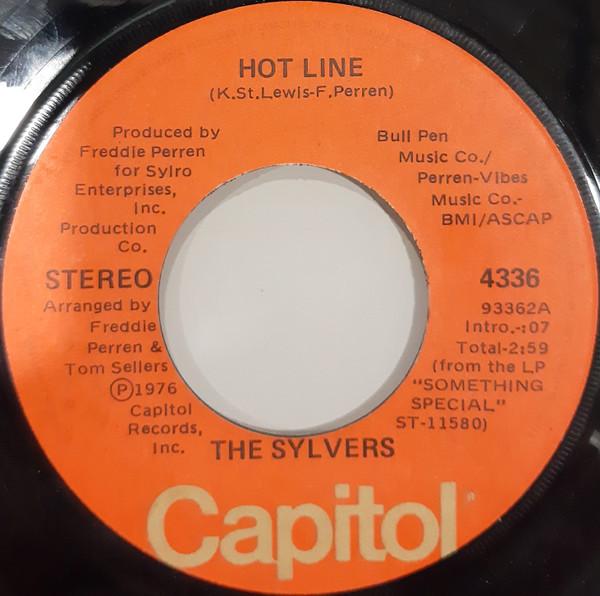 HOT LINE
(K.St.Lewis-F.Perren)
Produced by
Freddie Perren
for Sylro
Enterprises,
Inc.
Production
Co.
Bull Pen
Music Co./
Perren-Vibes
Music Co.-
BMI/ASCAP
STEREO
Arranged by
Freddie
Perren &
Tom Sellers
Ⓟ1976
Capitol
Records,
Inc.
4336
93362A
Intro.-:07
Total-2:59
(from the LP
"SOMETHING
SPECIAL"
ST-11580)
THE SYLVERS
Capitol®